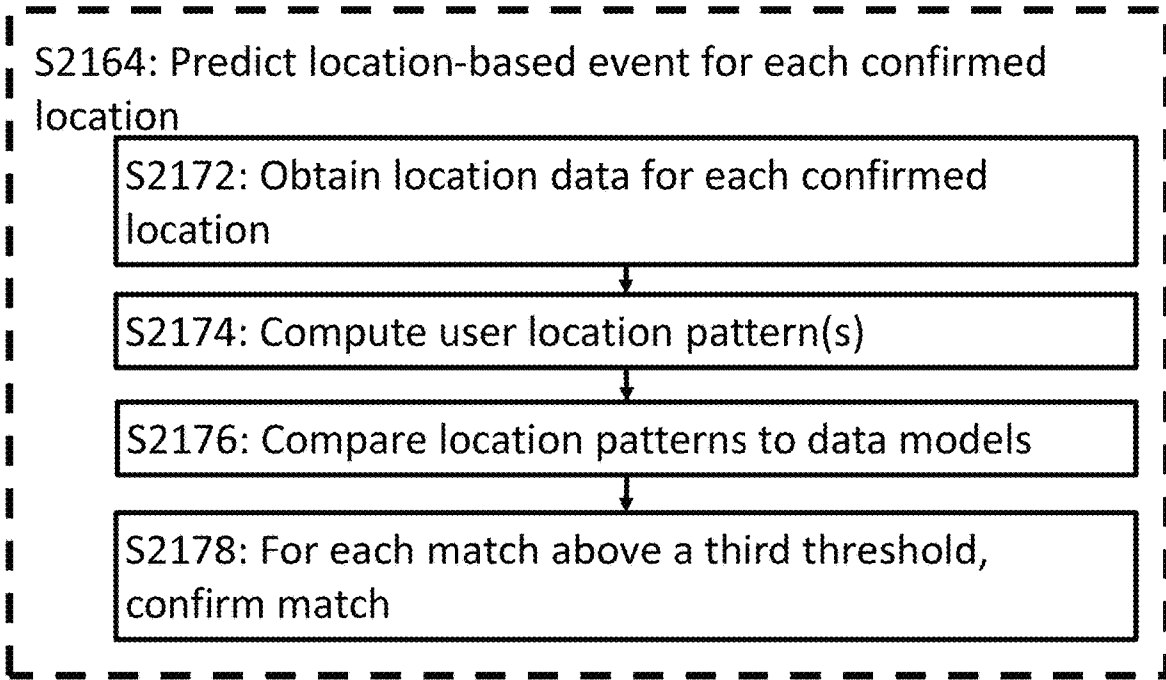 S2164: Predict location-based event for each confirmed
location
S2172: Obtain location data for each confirmed
location
S2174: Compute user location pattern(s)
S2176: Compare location patterns to data models
S2178: For each match above a third threshold,
confirm match